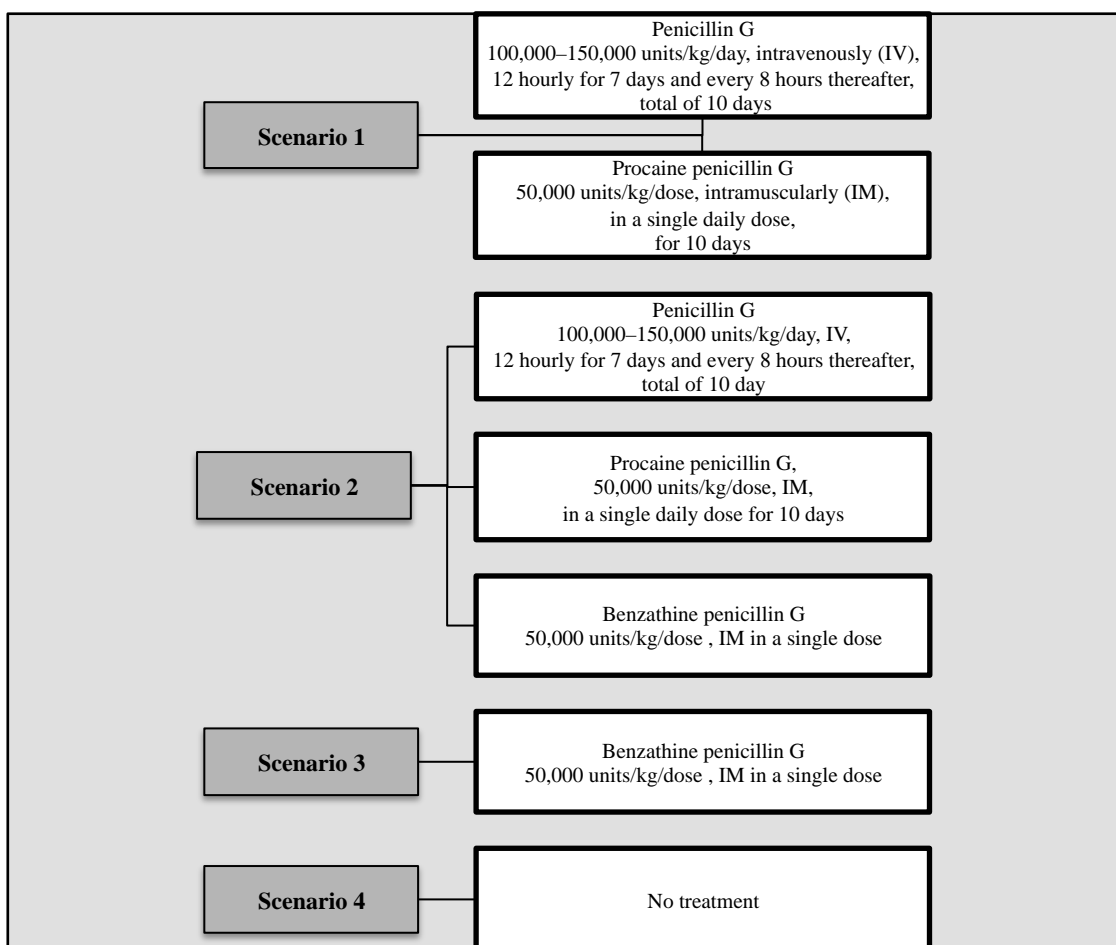 Penicillin G
100,000–150,000 units/kg/day, intravenously (IV),
12 hourly for 7 days and every 8 hours thereafter,
total of 10 days
Scenario 1
Procaine penicillin G
50,000 units/kg/dose, intramuscularly (IM),
in a single daily dose,
for 10 days
Penicillin G
100,000–150,000 units/kg/day, IV,
12 hourly for 7 days and every 8 hours thereafter,
total of 10 day
Scenario 2
Procaine penicillin G,
50,000 units/kg/dose, IM,
in a single daily dose for 10 days
Benzathine penicillin G
50,000 units/kg/dose , IM in a single dose
Scenario 3
Benzathine penicillin G
50,000 units/kg/dose , IM in a single dose
Scenario 4
No treatment